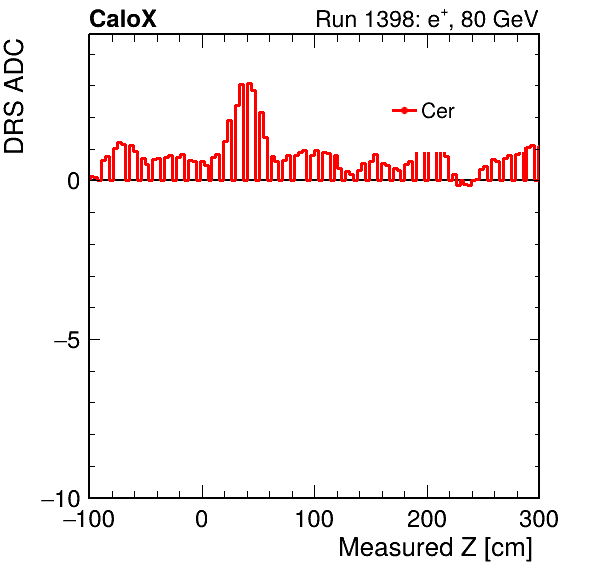 CaloX Run 1398: e⁺, 80 GeV
DRS ADC
Cer
0
−5
−10
−100 0 100 200 300
Measured Z [cm]